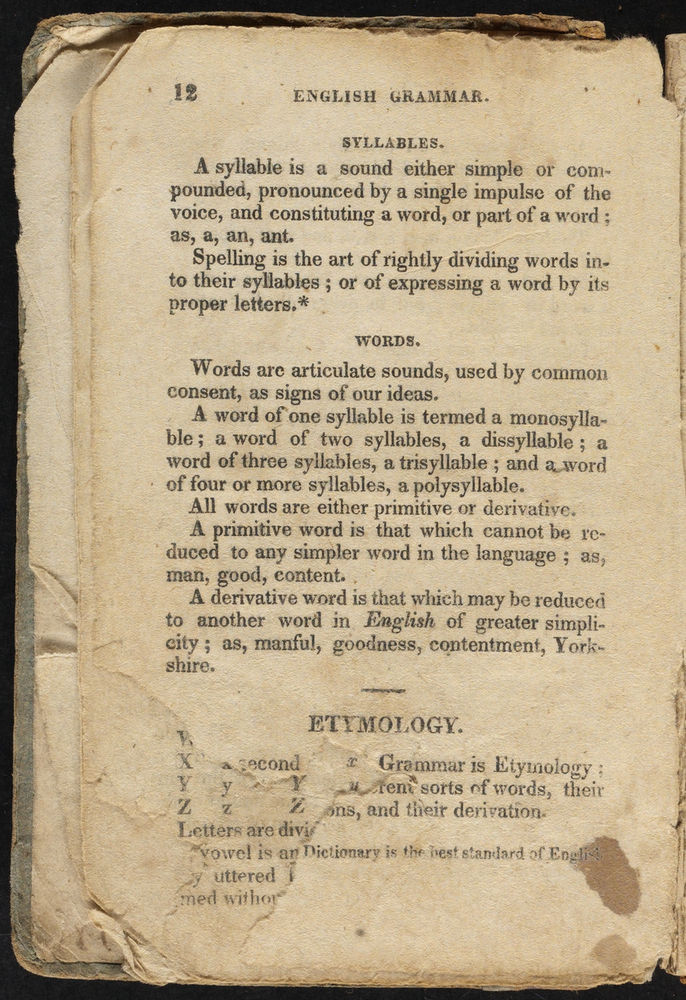 12 ENGLISH GRAMMAR.
SYLLABLES.
A syllable is a sound either simple or com-
pounded, pronounced by a single impulse of the
voice, and constituting a word, or part of a word ;
as, a, an, ant.
Spelling is the art of rightly dividing words in-
to their syllables ; or of expressing a word by its
proper letters.*
WORDS.
Words are articulate sounds, used by common
consent, as signs of our ideas.
A word of one syllable is termed a monosylla-
ble ; a word of two syllables, a dissyllable ; a
word of three syllables, a trisyllable ; and a word
of four or more syllables, a polysyllable.
All words are either primitive or derivative.
A primitive word is that which cannot be re-
duced to any simpler word in the language ; as,
man, good, content.
A derivative word is that which may be reduced
to another word in English of greater simpli-
city ; as, manful, goodness, contentment, York-
shire.
ETYMOLOGY.
X second x Grammar is Etymology ;
Y y Y sorts of words, their
Z z Z and their derivation.
Letters are
vowel is an Dictionary is the best standard of
uttered